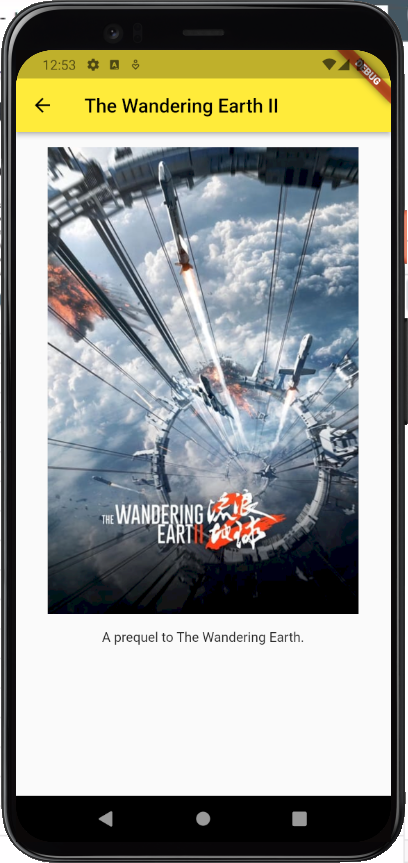 12:53
DEBUG
The Wandering Earth II
THE WANDERING 流浪
EARTH II 地球
A prequel to The Wandering Earth.